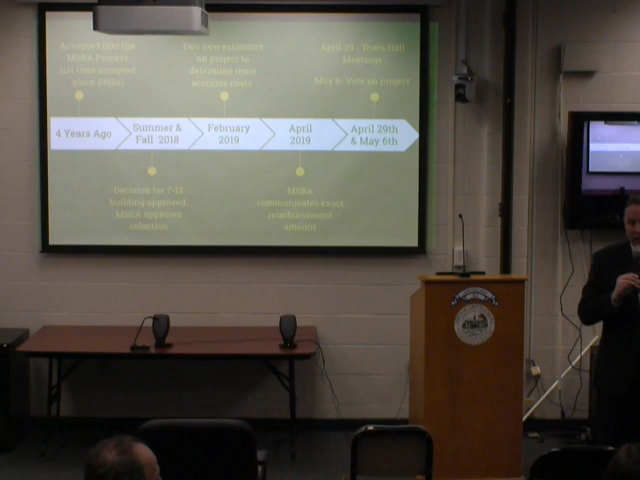 Accepted into the
MSBA Process
(1st time accepted
since 1990s)
Two new estimates
on project to
determine more
accurate costs
April 29 - Town Hall
Meetings
May 6- Vote on project
4 Years Ago
Summer &
Fall 2018
February
2019
April
2019
April 29th
& May 6th
Decision for 7-12
building approved,
MSBA approves
selection
MSBA
communicates exact
reimbursement
amount